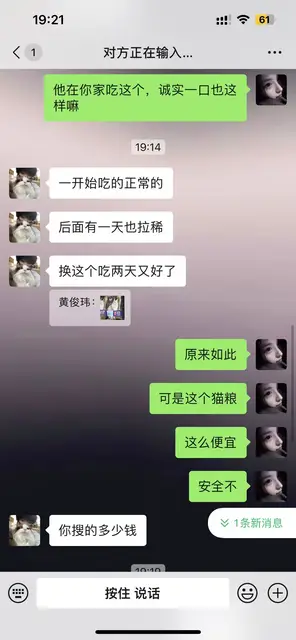 19:21
61
1
对方正在输入...
他在你家吃这个，诚实一口也这
样嘛
19:14
一开始吃的正常的
后面有一天也拉稀
换这个吃两天又好了
黄俊玮：
原来如此
可是这个猫粮
这么便宜
安全不
1条新消息
你搜的多少钱
19:19
按住 说话